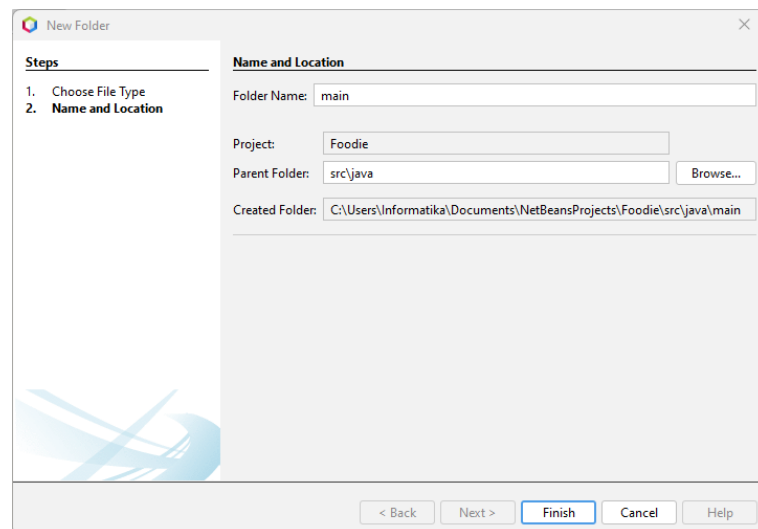 New Folder
Steps
1. Choose File Type
2. Name and Location
Name and Location
Folder Name: main
Project: Foodie
Parent Folder: src\java Browse...
Created Folder: C:\Users\Informatika\Documents\NetBeansProjects\Foodie\src\java\main
< Back Next > Finish Cancel Help